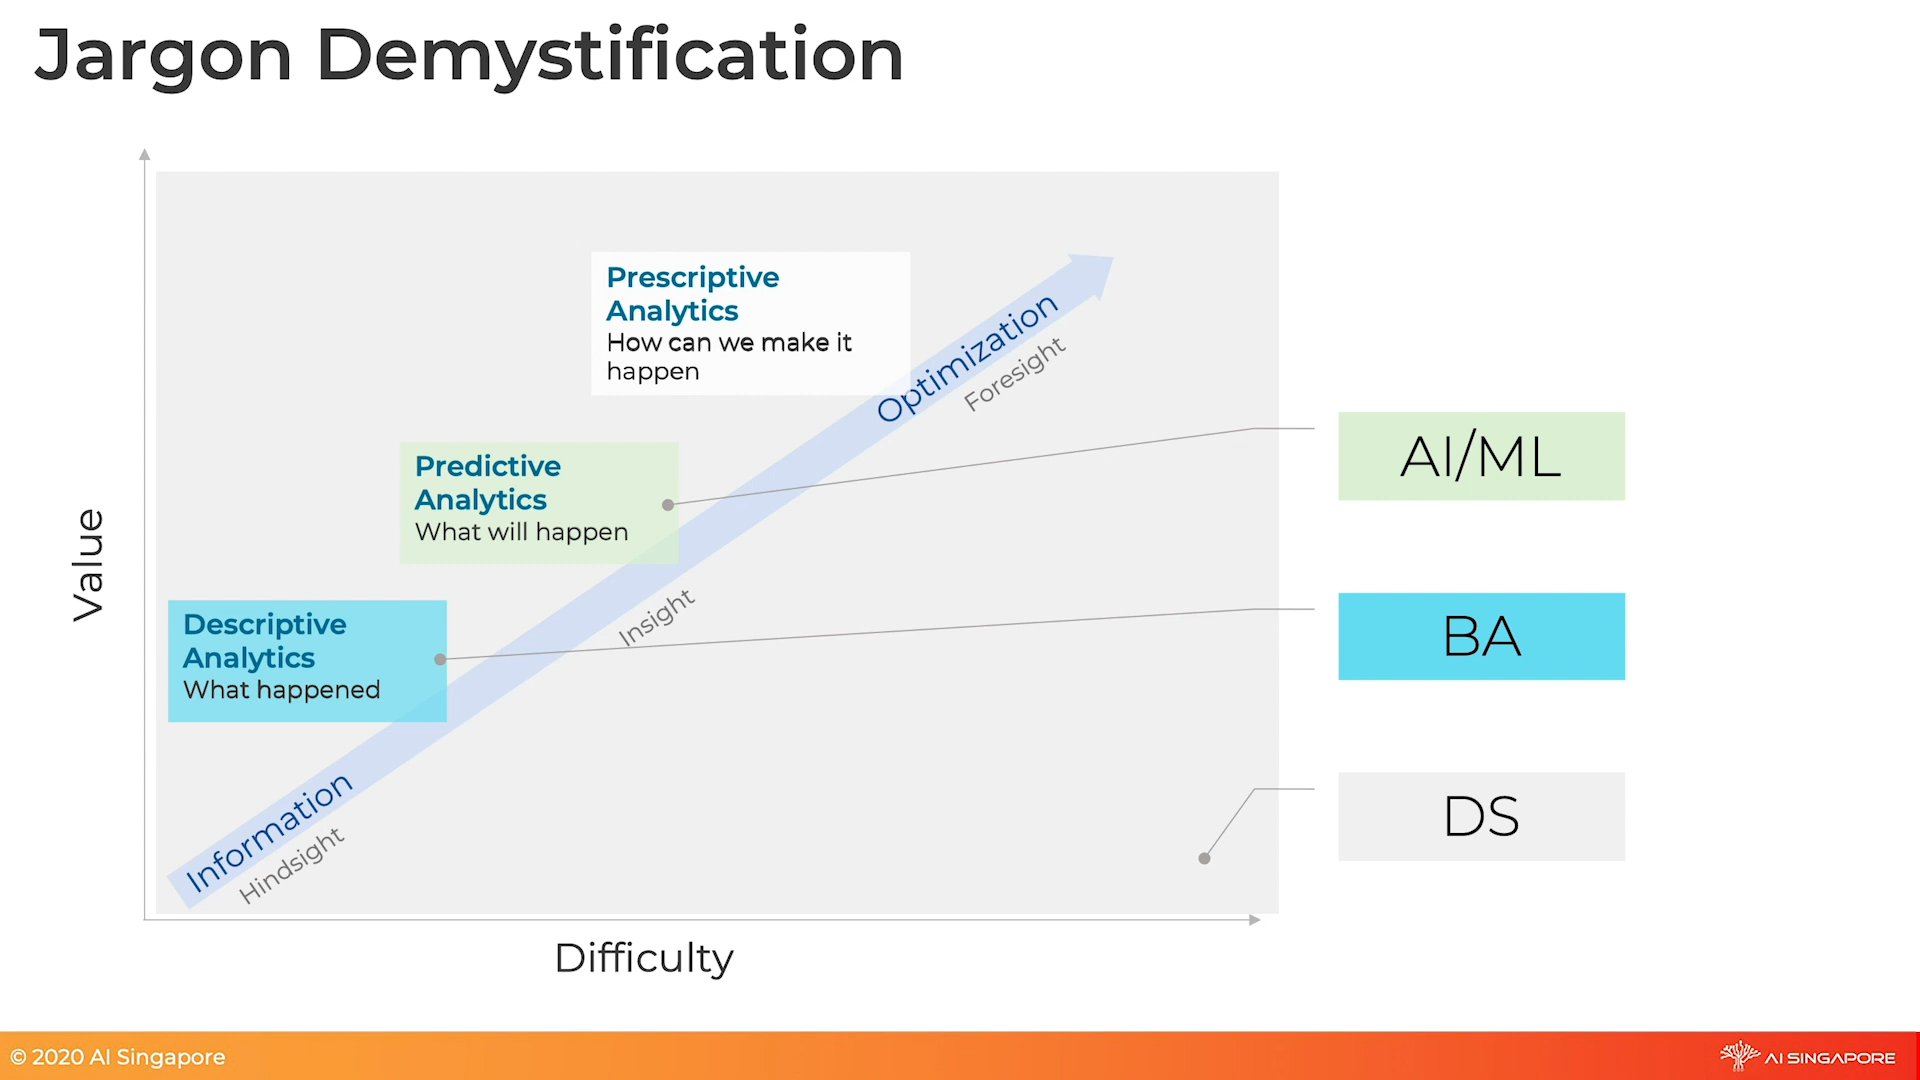 Jargon Demystification
Prescriptive
Analytics
How can we make it
happen
Optimization
Foresight
Predictive
Analytics
What will happen
AI/ML
Value
Insight
Descriptive
Analytics
What happened
BA
Information
Hindsight
DS
Difficulty
© 2020 AI Singapore
AI SINGAPORE